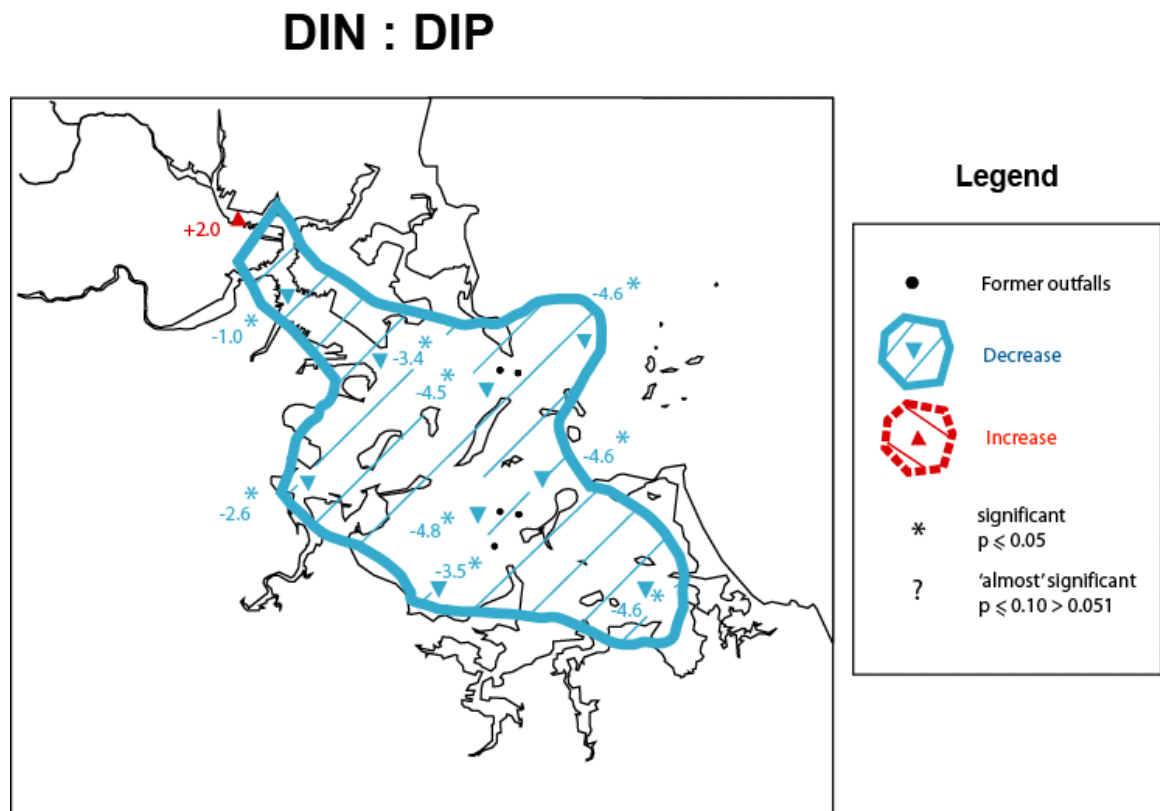 DIN : DIP
+2.0
-1.0 *
-3.4 *
-4.5 *
-4.6 *
-4.6 *
-2.6 *
-4.8 *
-3.5 *
-4.6 *
Legend
Former outfalls
Decrease
Increase
* significant
p ⩽ 0.05
? 'almost' significant
p ⩽ 0.10 > 0.051